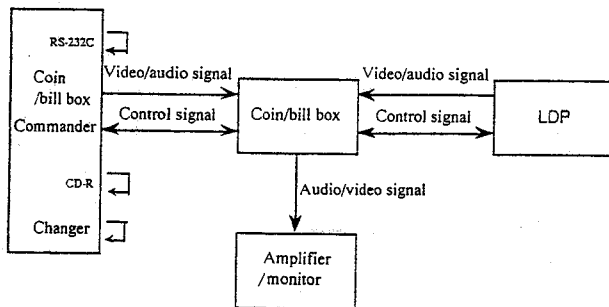 RS-232C
Coin
/bill box
Commander
CD-R
Changer
Video/audio signal
Control signal
Coin/bill box
Video/audio signal
Control signal
LDP
Audio/video signal
Amplifier
/monitor